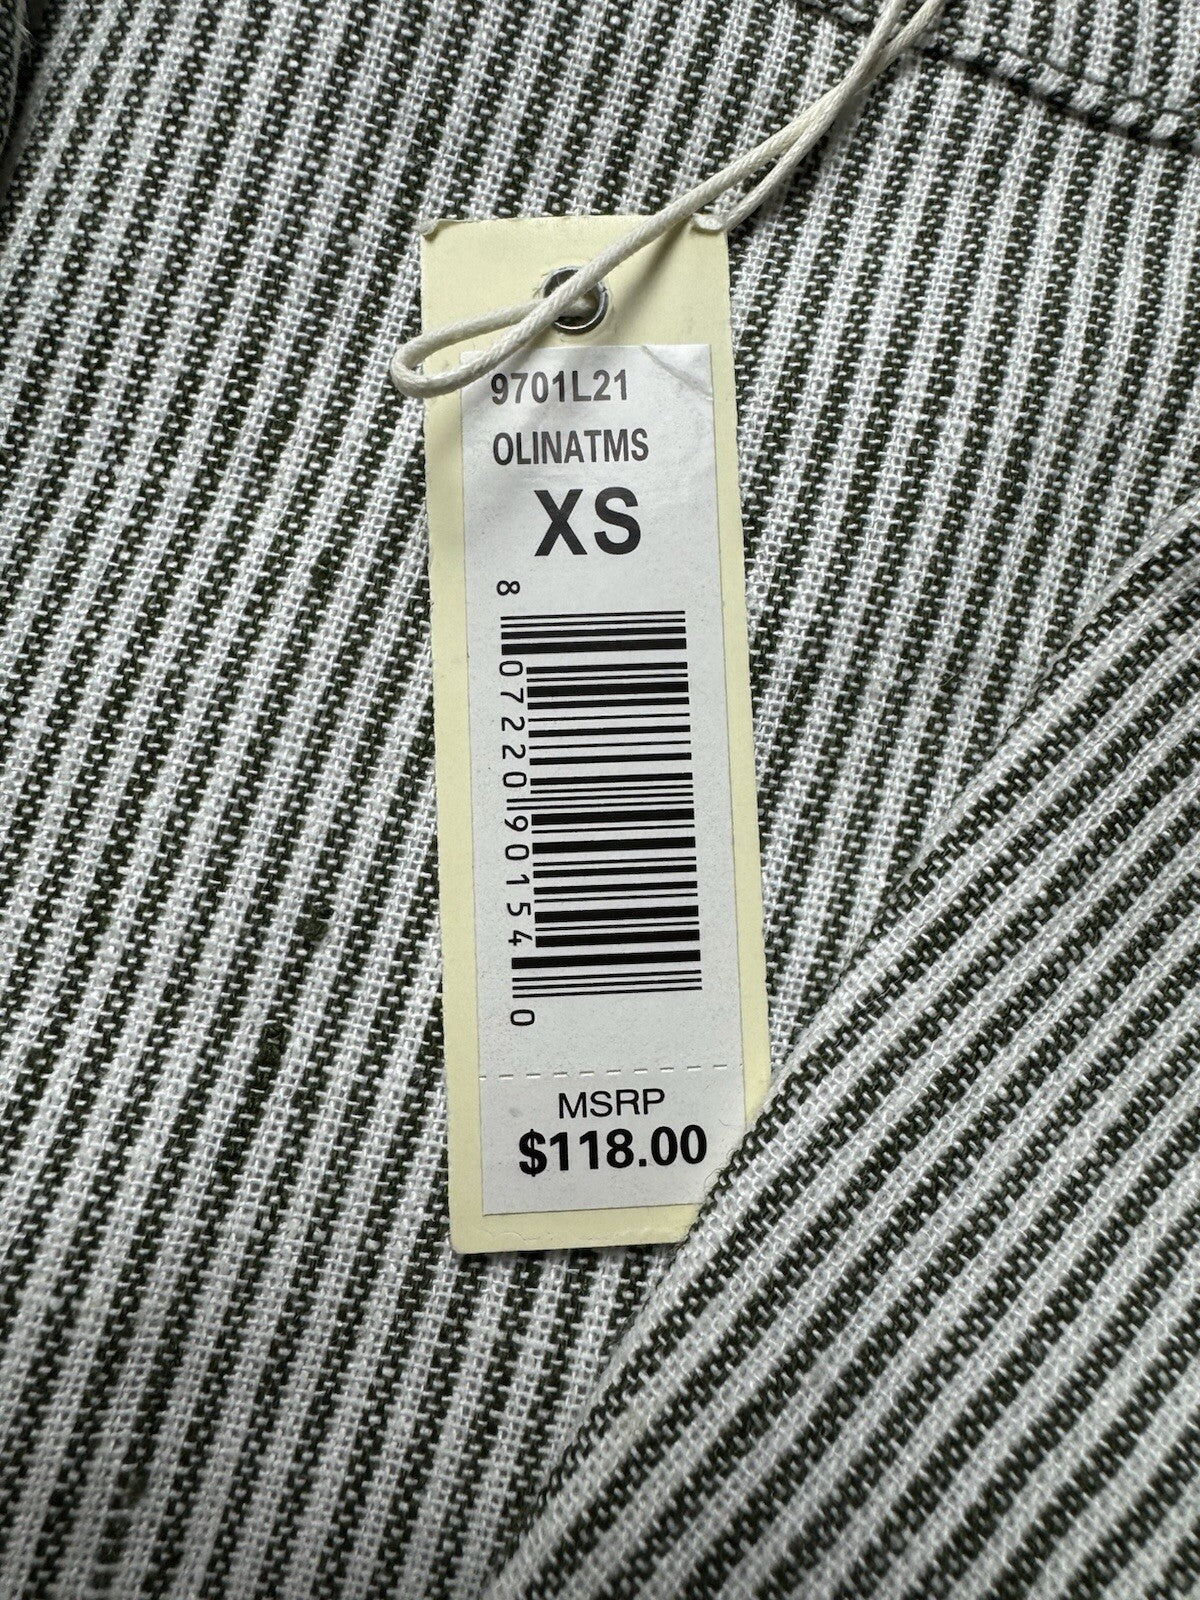 9701L21
OLINATMS
XS
8 07220 90154 0
MSRP
$118.00